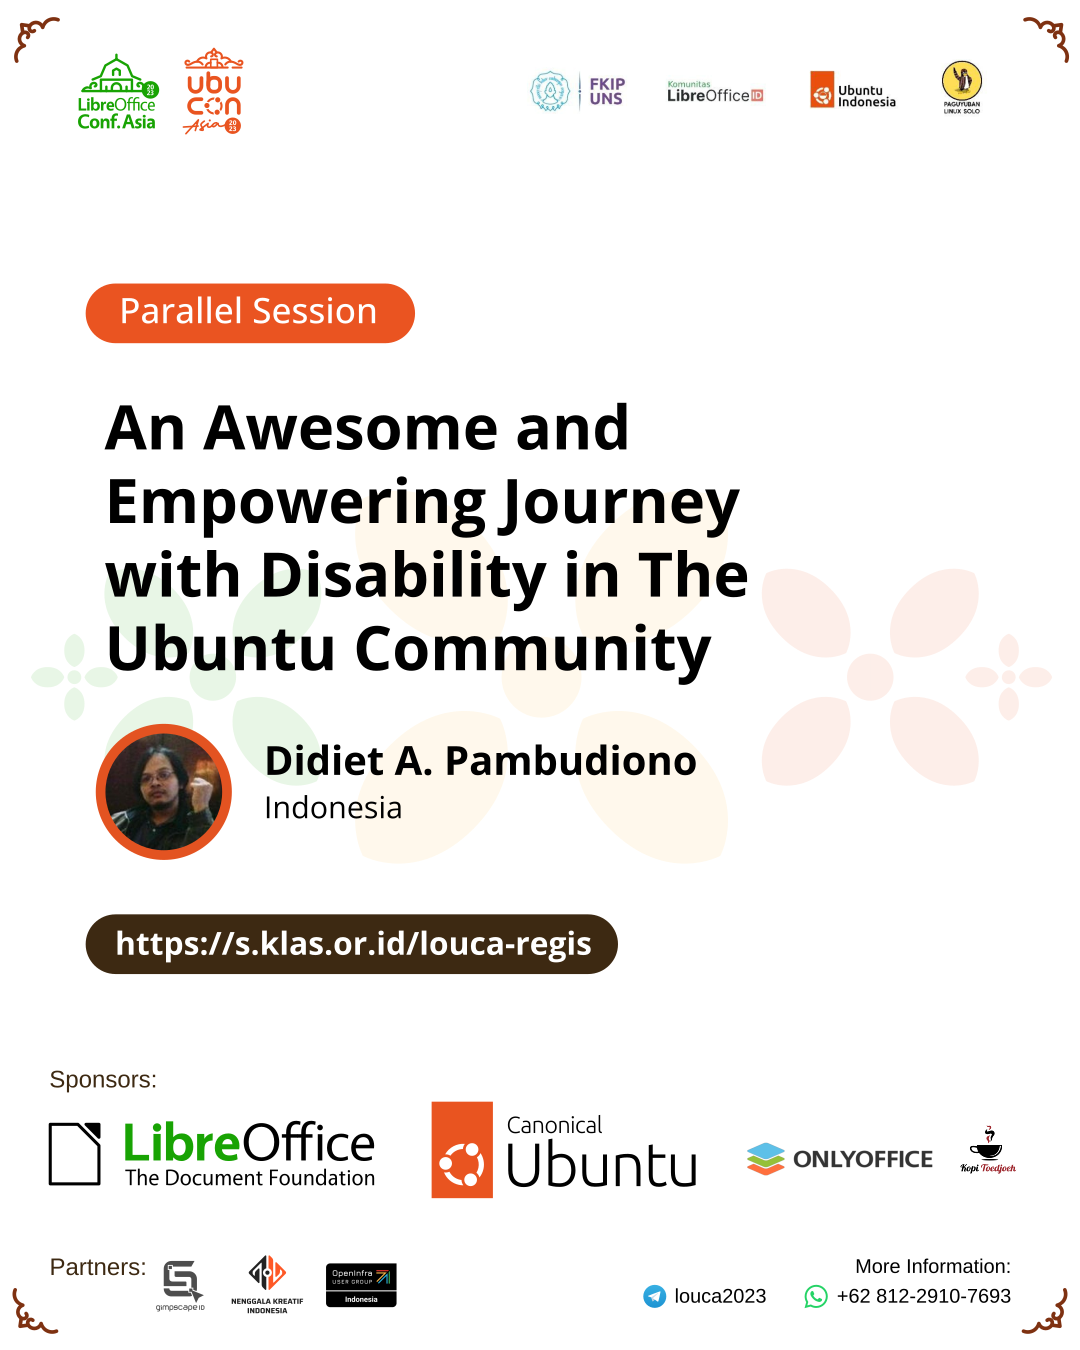 LibreOffice
Conf.Asia
2023
ubu
con
Asia
2023
FKIP
UNS
Komunitas
LibreOffice ID
Ubuntu
Indonesia
PAGUYUBAN
LINUX SOLO
Parallel Session
An Awesome and
Empowering Journey
with Disability in The
Ubuntu Community
Didiet A. Pambudiono
Indonesia
https://s.klas.or.id/louca-regis
Sponsors:
LibreOffice
The Document Foundation
Canonical
Ubuntu
ONLYOFFICE
Kopi Toedjoeh
Partners:
gimpscape ID
NENGGALA KREATIF
INDONESIA
OpenInfra
USER GROUP
Indonesia
More Information:
louca2023
+62 812-2910-7693